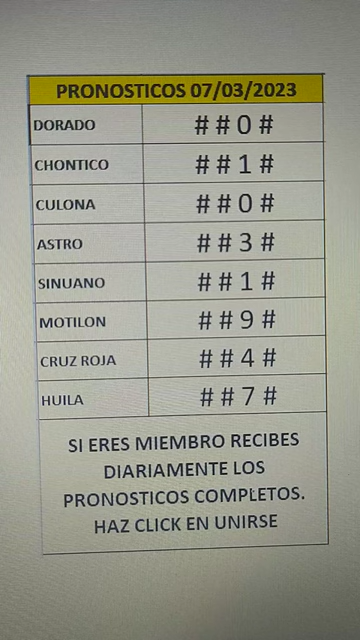 PRONOSTICOS 07/03/2023
DORADO ##0#
CHONTICO ##1#
CULONA ##0#
ASTRO ##3#
SINUANO ##1#
MOTILON ##9#
CRUZ ROJA ##4#
HUILA ##7#
SI ERES MIEMBRO RECIBES
DIARIAMENTE LOS
PRONOSTICOS COMPLETOS.
HAZ CLICK EN UNIRSE